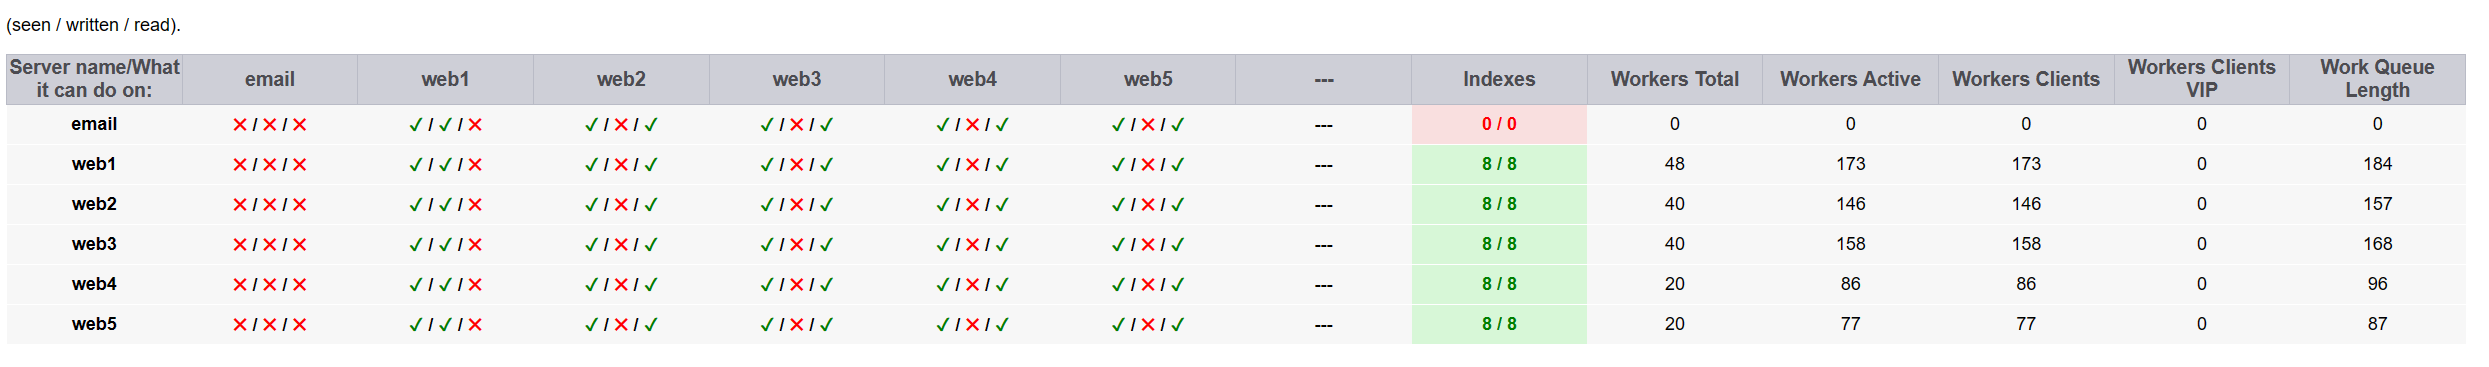 (seen / written / read).
Server name/What it can do on: email web1 web2 web3 web4 web5 --- Indexes Workers Total Workers Active Workers Clients Workers Clients VIP Work Queue Length
email ✕ / ✕ / ✕ ✓ / ✓ / ✕ ✓ / ✕ / ✓ ✓ / ✕ / ✓ ✓ / ✕ / ✓ ✓ / ✕ / ✓ --- 0 / 0 0 0 0 0 0
web1 ✕ / ✕ / ✕ ✓ / ✓ / ✕ ✓ / ✕ / ✓ ✓ / ✕ / ✓ ✓ / ✕ / ✓ ✓ / ✕ / ✓ --- 8 / 8 48 173 173 0 184
web2 ✕ / ✕ / ✕ ✓ / ✓ / ✕ ✓ / ✕ / ✓ ✓ / ✕ / ✓ ✓ / ✕ / ✓ ✓ / ✕ / ✓ --- 8 / 8 40 146 146 0 157
web3 ✕ / ✕ / ✕ ✓ / ✓ / ✕ ✓ / ✕ / ✓ ✓ / ✕ / ✓ ✓ / ✕ / ✓ ✓ / ✕ / ✓ --- 8 / 8 40 158 158 0 168
web4 ✕ / ✕ / ✕ ✓ / ✓ / ✕ ✓ / ✕ / ✓ ✓ / ✕ / ✓ ✓ / ✕ / ✓ ✓ / ✕ / ✓ --- 8 / 8 20 86 86 0 96
web5 ✕ / ✕ / ✕ ✓ / ✓ / ✕ ✓ / ✕ / ✓ ✓ / ✕ / ✓ ✓ / ✕ / ✓ ✓ / ✕ / ✓ --- 8 / 8 20 77 77 0 87